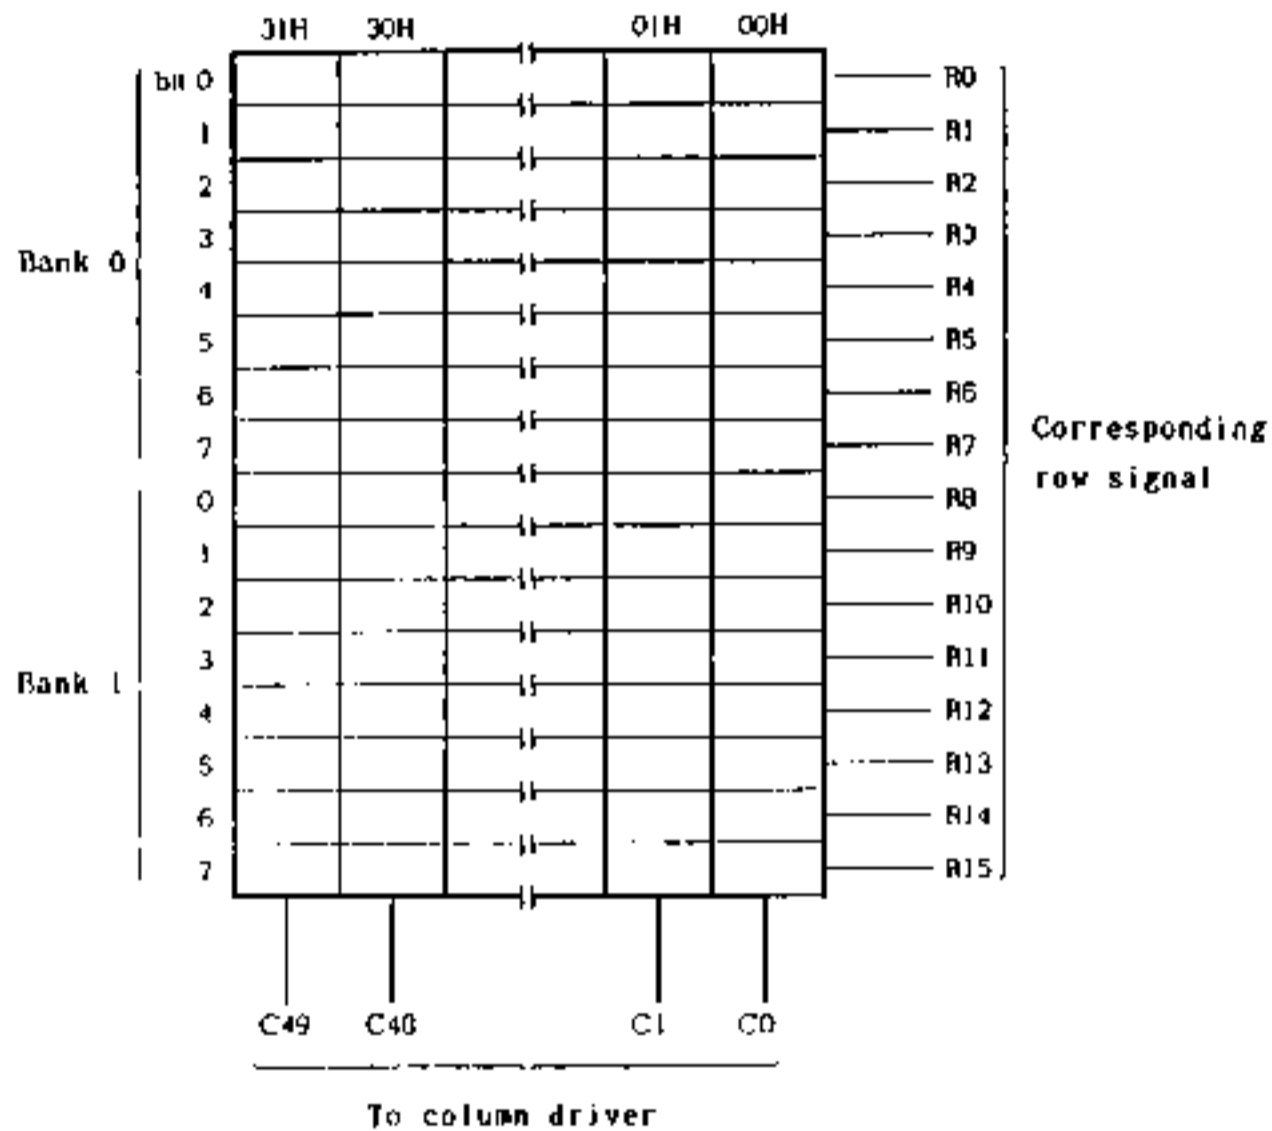 31H 30H 01H 00H
bit 0 R0
1 R1
2 R2
3 R3
Bank 0
4 R4
5 R5
6 R6
7 R7
Corresponding
row signal
0 R8
1 R9
2 R10
3 R11
Bank 1
4 R12
5 R13
6 R14
7 R15
C49 C48 C1 C0
To column driver